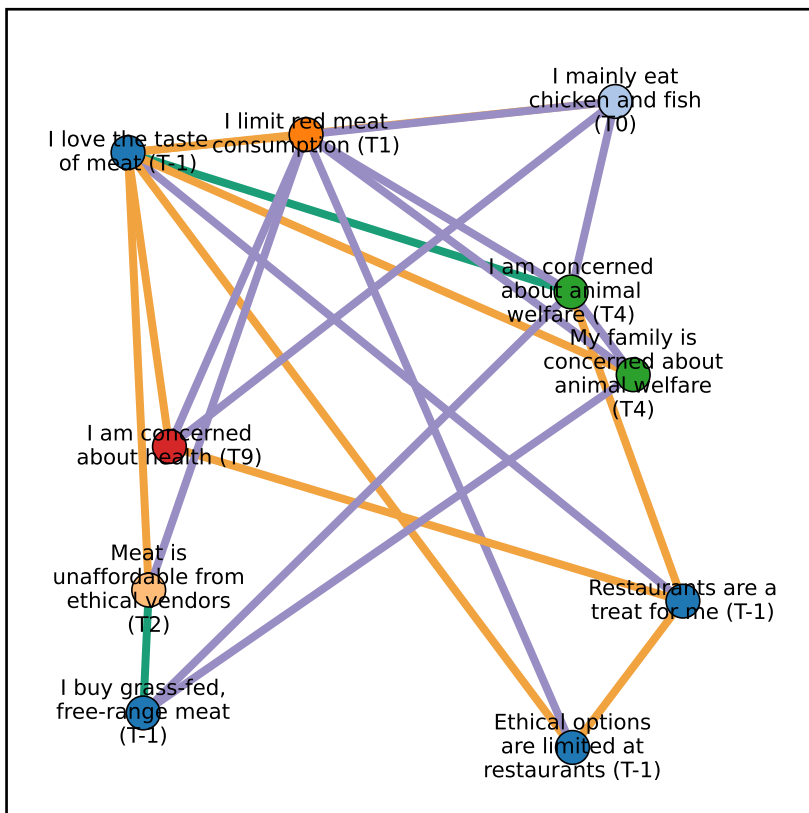 I mainly eat
chicken and fish
(T0)
I limit red meat
consumption (T1)
I love the taste
of meat (T-1)
I am concerned
about animal
welfare (T4)
My family is
concerned about
animal welfare
(T4)
I am concerned
about health (T9)
Meat is
unaffordable from
ethical vendors
(T2)
Restaurants are a
treat for me (T-1)
I buy grass-fed,
free-range meat
(T-1)
Ethical options
are limited at
restaurants (T-1)